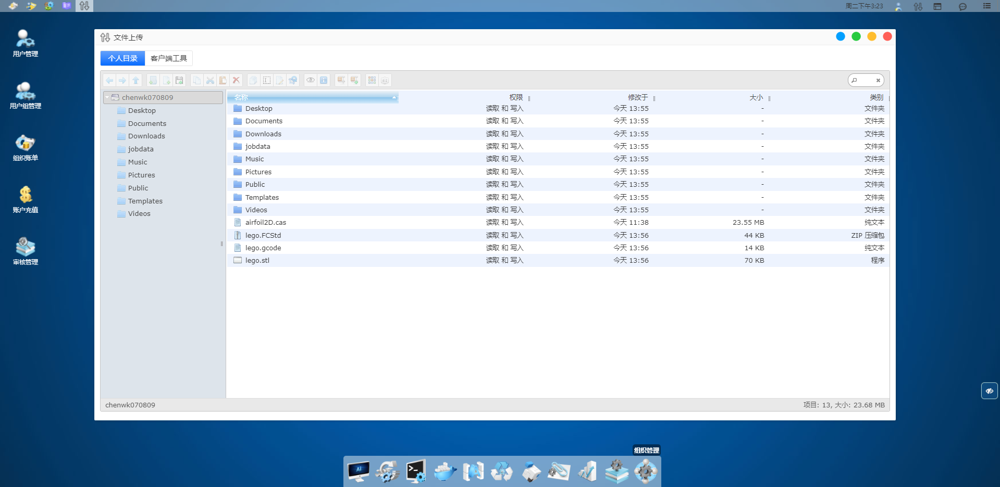 周二下午3:23
用户管理
用户组管理
组织账单
账户充值
审核管理
文件上传
个人目录 客户端工具
chenwk070809
Desktop
Documents
Downloads
jobdata
Music
Pictures
Public
Templates
Videos
名称 权限 修改于 大小 类别
Desktop 读取 和 写入 今天 13:55 - 文件夹
Documents 读取 和 写入 今天 13:55 - 文件夹
Downloads 读取 和 写入 今天 13:55 - 文件夹
jobdata 读取 和 写入 今天 13:55 - 文件夹
Music 读取 和 写入 今天 13:55 - 文件夹
Pictures 读取 和 写入 今天 13:55 - 文件夹
Public 读取 和 写入 今天 13:55 - 文件夹
Templates 读取 和 写入 今天 13:55 - 文件夹
Videos 读取 和 写入 今天 13:55 - 文件夹
airfoil2D.cas 读取 和 写入 今天 11:38 23.55 MB 纯文本
lego.FCStd 读取 和 写入 今天 13:56 44 KB ZIP 压缩包
lego.gcode 读取 和 写入 今天 13:56 14 KB 纯文本
lego.stl 读取 和 写入 今天 13:56 70 KB 程序
chenwk070809 项目: 13, 大小: 23.68 MB
组织管理
Ai